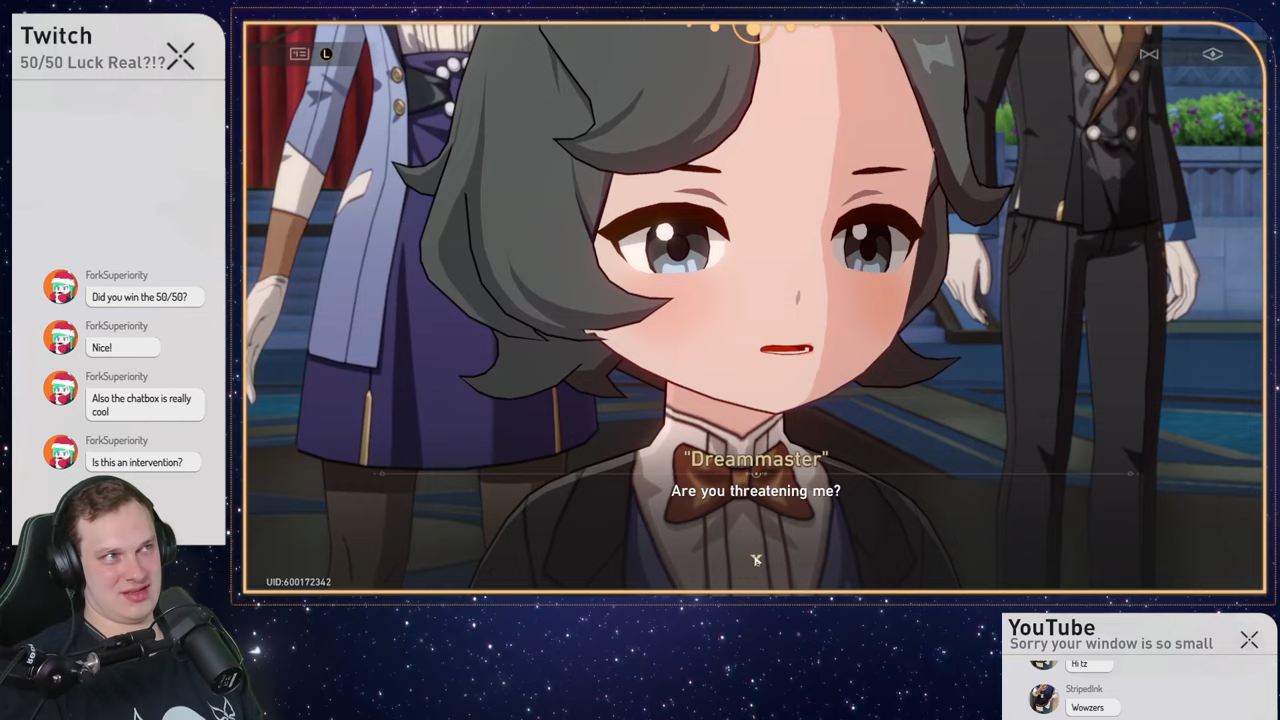 Twitch
50/50 Luck Real?!?
ForkSuperiority
Did you win the 50/50?
ForkSuperiority
Nice!
ForkSuperiority
Also the chatbox is really
cool
ForkSuperiority
Is this an intervention?
L
"Dreammaster"
Are you threatening me?
UID:600172342
YouTube
Sorry your window is so small
Hi tz
StripedInk
Wowzers